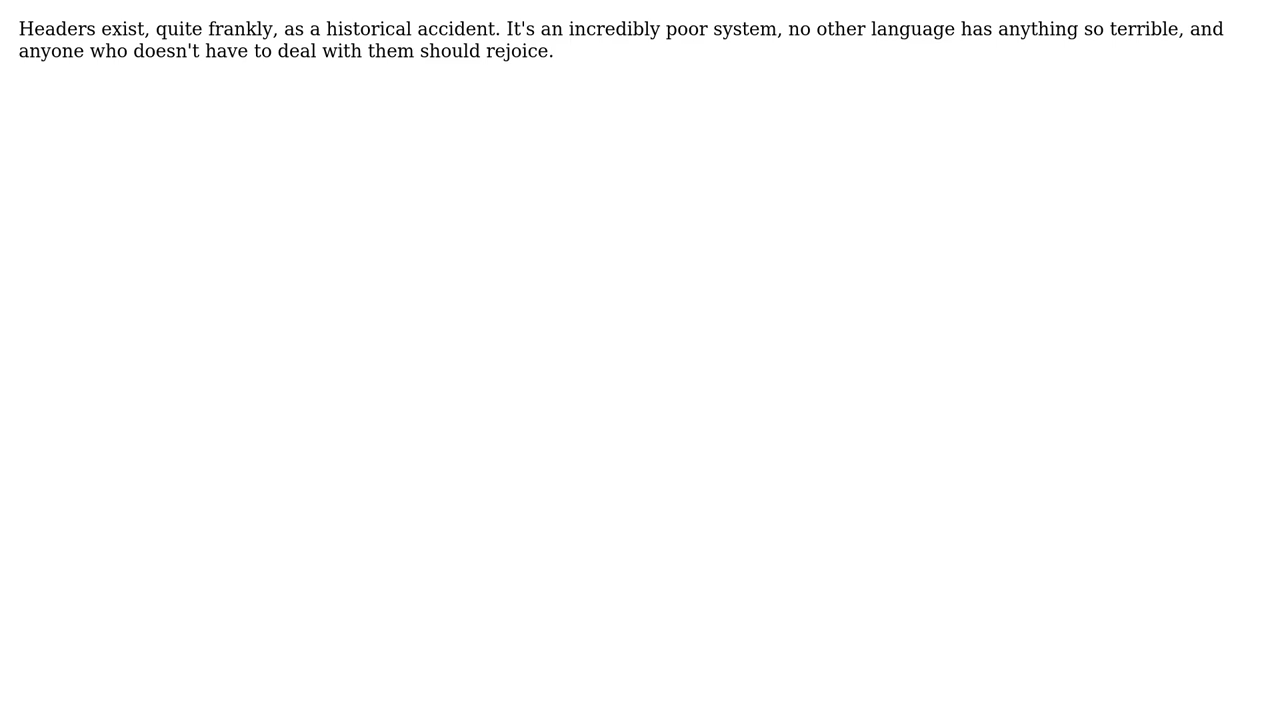 Headers exist, quite frankly, as a historical accident. It's an incredibly poor system, no other language has anything so terrible, and
anyone who doesn't have to deal with them should rejoice.